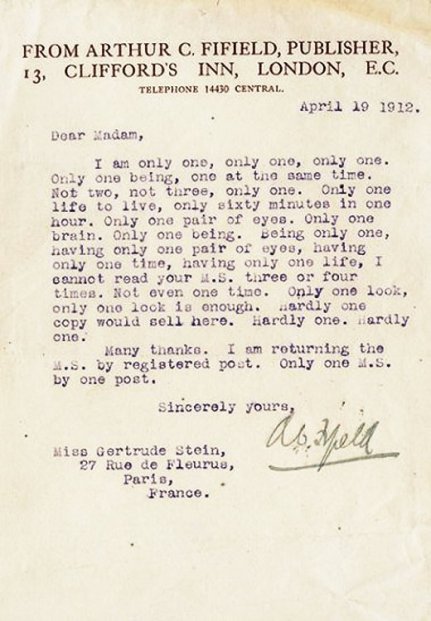 FROM ARTHUR C. FIFIELD, PUBLISHER,
13, CLIFFORD'S INN, LONDON, E.C.
TELEPHONE 14430 CENTRAL.
April 19 1912.
Dear Madam,
I am only one, only one, only one.
Only one being, one at the same time.
Not two, not three, only one. Only one
life to live, only sixty minutes in one
hour. Only one pair of eyes. Only one
brain. Only one being. Being only one,
having only one pair of eyes, having
only one time, having only one life, I
cannot read your M.S. three or four
times. Not even one time. Only one look,
only one look is enough. Hardly one
copy would sell here. Hardly one. Hardly
one.
Many thanks. I am returning the
M.S. by registered post. Only one M.S.
by one post.
Sincerely yours,
A.C. Fifield
Miss Gertrude Stein,
27 Rue de Fleurus,
Paris,
France.